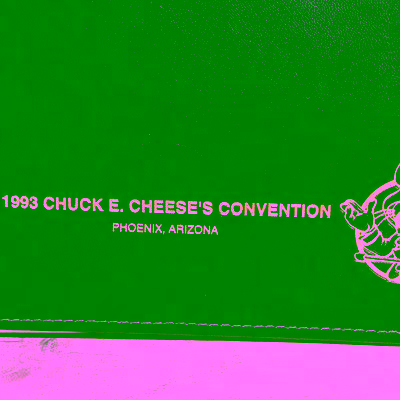 1993 CHUCK E. CHEESE'S CONVENTION
PHOENIX, ARIZONA